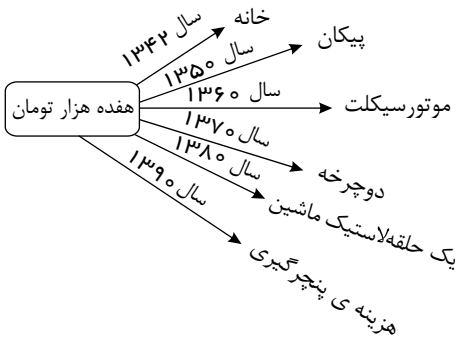 هفده هزار تومان
سال ۱۳۴۲
خانه
سال ۱۳۵۰
پیکان
سال ۱۳۶۰
موتورسیکلت
سال ۱۳۷۰
دوچرخه
سال ۱۳۸۰
یک حلقه‌لاستیک ماشین
سال ۱۳۹۰
هزینه ی پنچرگیری